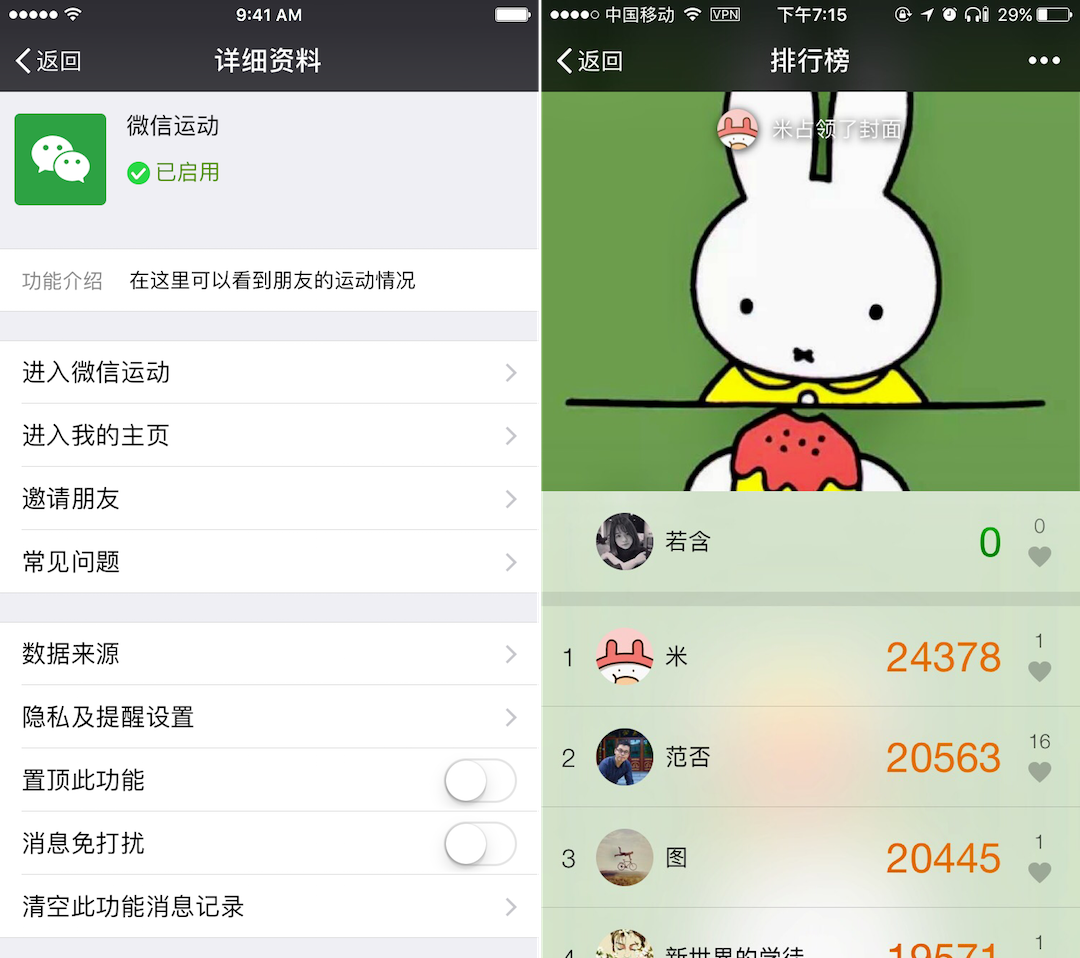 9:41 AM
返回
详细资料
微信运动
已启用
功能介绍 在这里可以看到朋友的运动情况
进入微信运动
进入我的主页
邀请朋友
常见问题
数据来源
隐私及提醒设置
置顶此功能
消息免打扰
清空此功能消息记录
中国移动 VPN 下午7:15 29%
返回
排行榜
米占领了封面
若含 0 0
1 米 24378 1
2 范否 20563 16
3 图 20445 1
4 新世界的学徒 19571 1